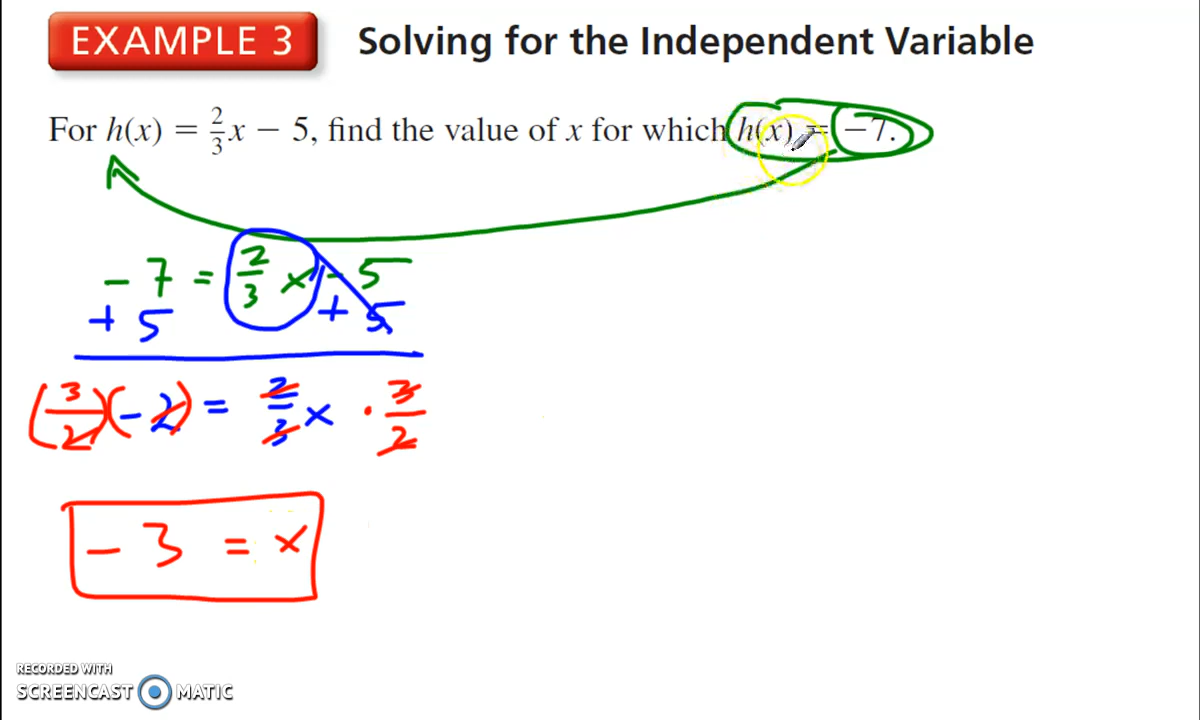 EXAMPLE 3 Solving for the Independent Variable
For h(x) = 2/3 x − 5, find the value of x for which h(x) = −7.
- 7 = 2/3 x - 5
+ 5 + 5
(3/2)(-2) = 2/3 x · 3/2
- 3 = x
RECORDED WITH
SCREENCAST MATIC